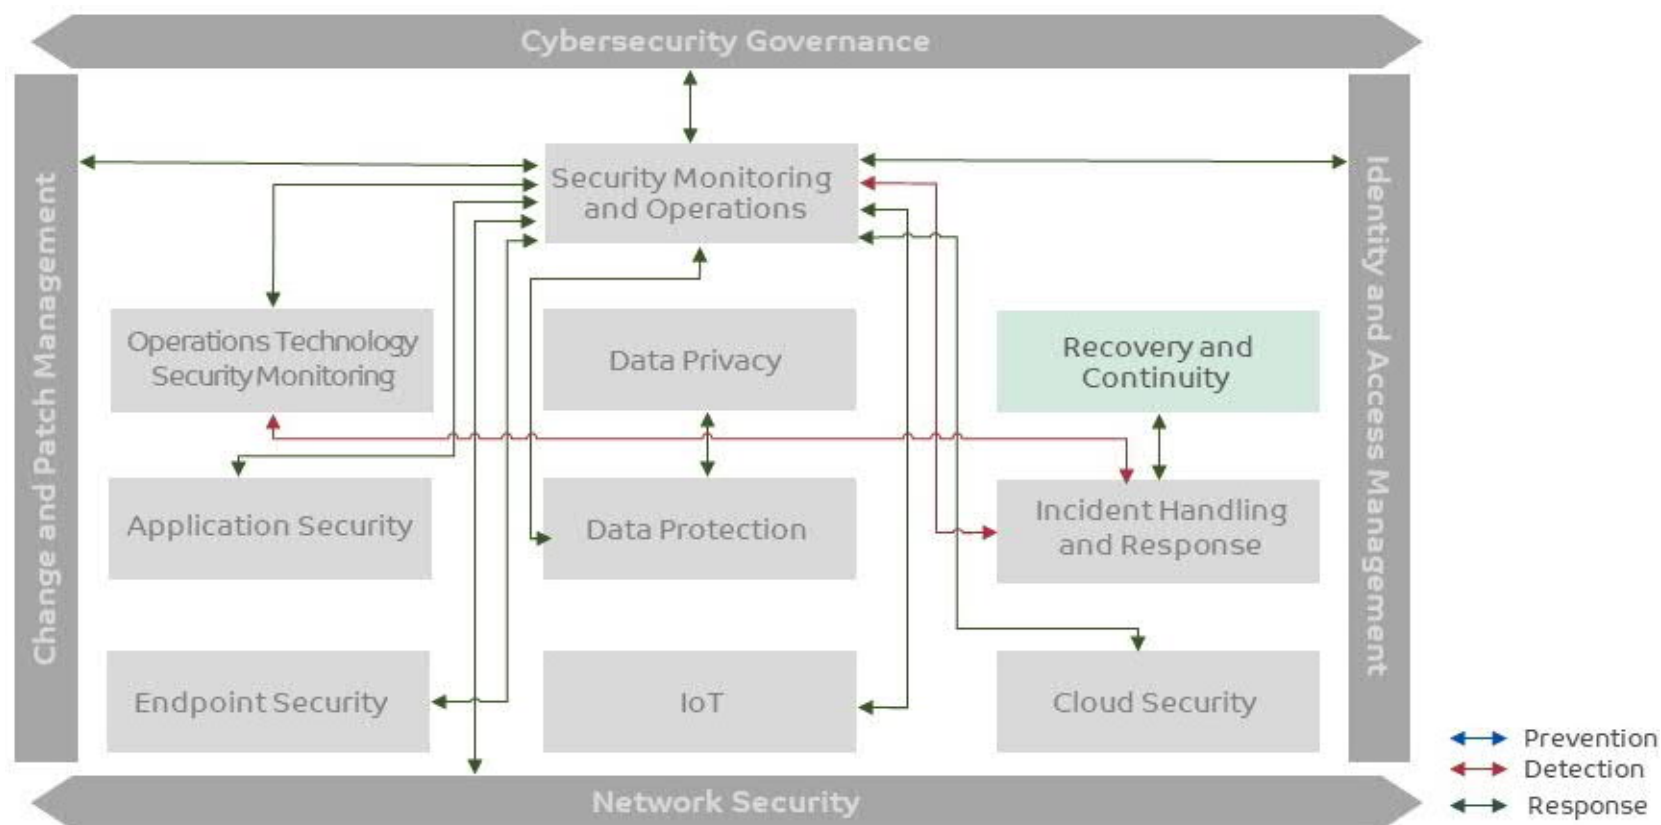 Cybersecurity Governance
Change and Patch Management
Identity and Access Management
Security Monitoring
and Operations
Operations Technology
Security Monitoring
Data Privacy
Recovery and
Continuity
Application Security
Data Protection
Incident Handling
and Response
Endpoint Security
IoT
Cloud Security
Network Security
Prevention
Detection
Response